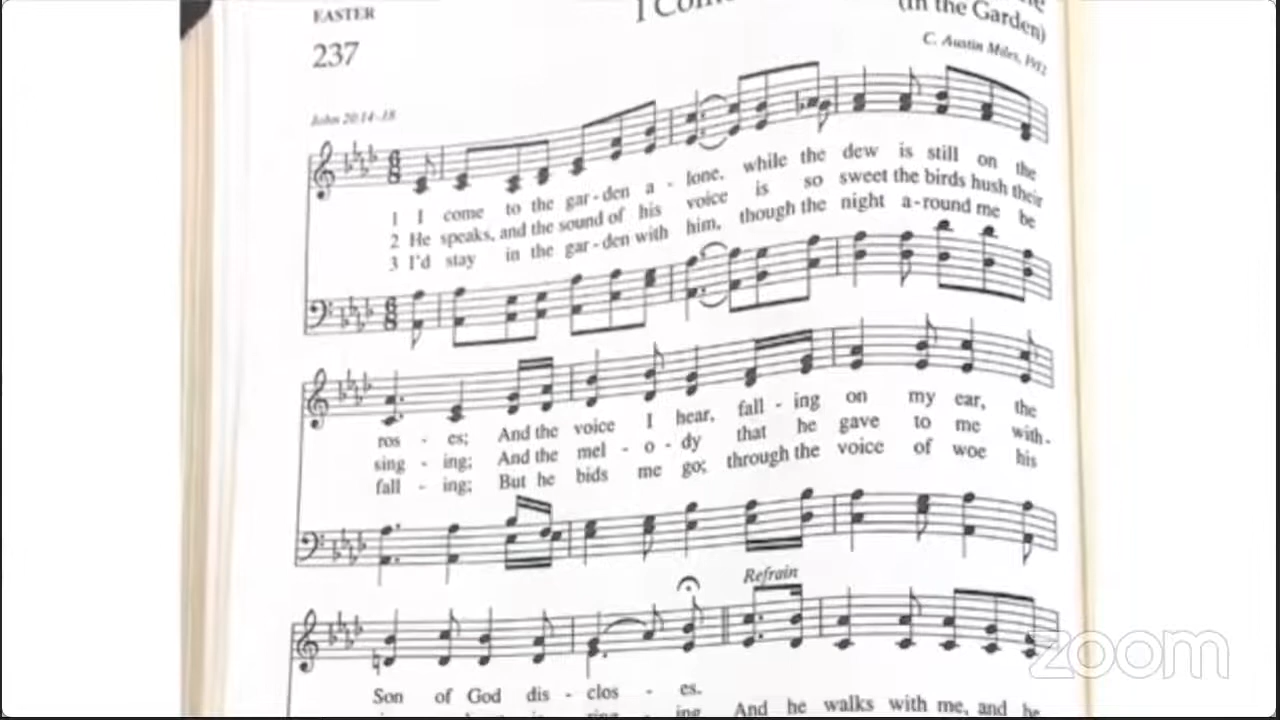 EASTER
237
I Com
(In the Garden)
C. Austin Miles, 1912
John 20:14-18
1 I come to the gar-den a - lone, while the dew is still on the
2 He speaks, and the sound of his voice is so sweet the birds hush their
3 I'd stay in the gar-den with him, though the night a-round me be
ros - es; And the voice I hear, fall - ing on my ear, the
sing - ing; And the mel - o - dy that he gave to me with-
fall - ing; But he bids me go; through the voice of woe his
Refrain
Son of God dis - clos - es.
And he walks with me, and he
zoom